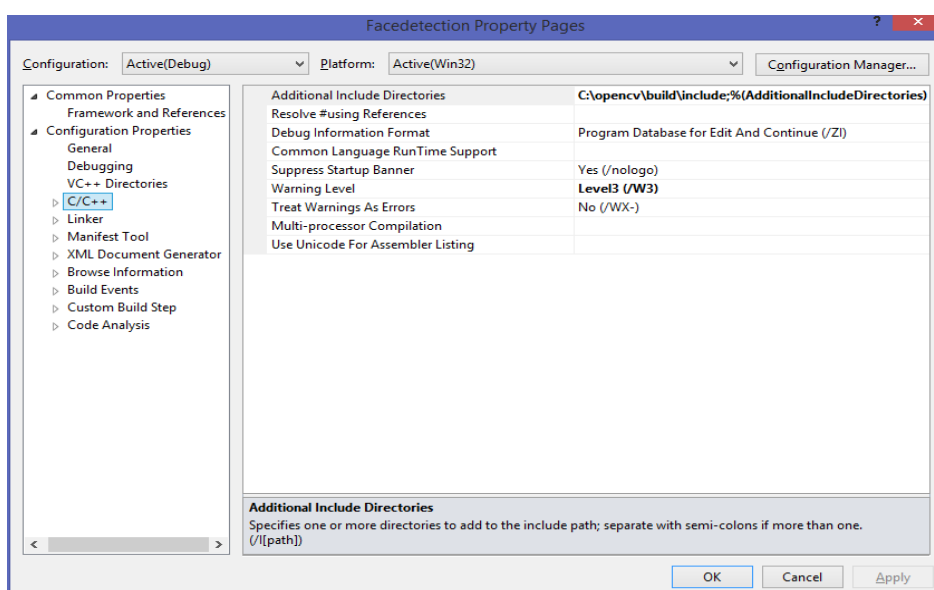 Facedetection Property Pages
? ×
Configuration: Active(Debug) Platform: Active(Win32) Configuration Manager...
Common Properties
Framework and References
Configuration Properties
General
Debugging
VC++ Directories
C/C++
Linker
Manifest Tool
XML Document Generator
Browse Information
Build Events
Custom Build Step
Code Analysis
Additional Include Directories C:\opencv\build\include;%(AdditionalIncludeDirectories)
Resolve #using References
Debug Information Format Program Database for Edit And Continue (/ZI)
Common Language RunTime Support
Suppress Startup Banner Yes (/nologo)
Warning Level Level3 (/W3)
Treat Warnings As Errors No (/WX-)
Multi-processor Compilation
Use Unicode For Assembler Listing
Additional Include Directories
Specifies one or more directories to add to the include path; separate with semi-colons if more than one.
(/I[path])
OK Cancel Apply